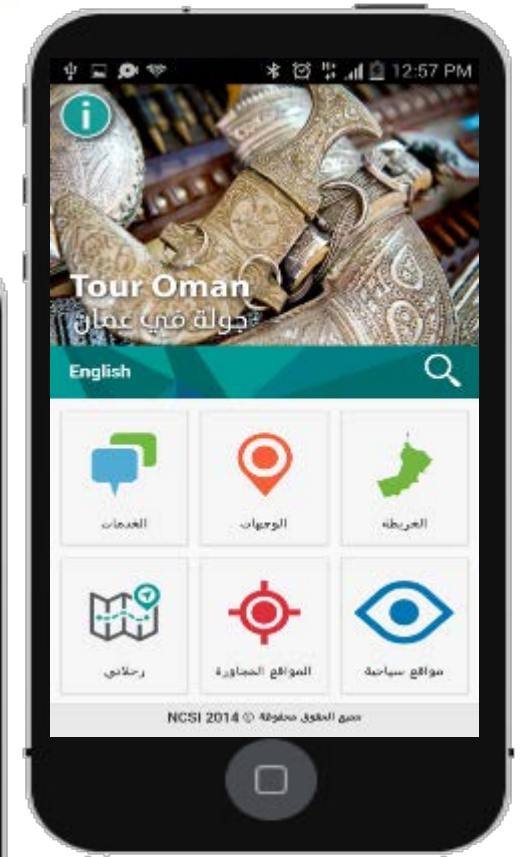 12:57 PM
Tour Oman
جولة في عمان
English
الخريطة
الوجهات
الخدمات
مواقع سياحية
المواقع المجاورة
رحلاتي
جميع الحقوق محفوظة © NCSI 2014